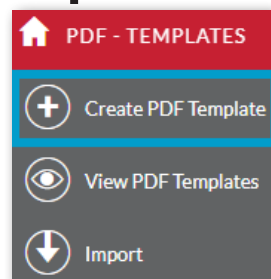 PDF - TEMPLATES
Create PDF Template
View PDF Templates
Import